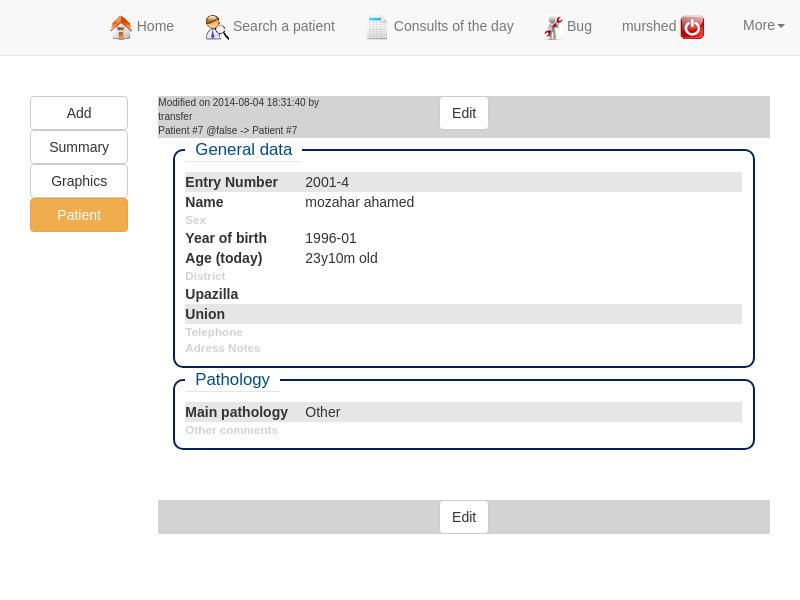 Home Search a patient Consults of the day Bug murshed More
Add
Summary
Graphics
Patient
Modified on 2014-08-04 18:31:40 by
transfer
Patient #7 @false -> Patient #7
Edit
General data
Entry Number 2001-4
Name mozahar ahamed
Sex
Year of birth 1996-01
Age (today) 23y10m old
District
Upazilla
Union
Telephone
Adress Notes
Pathology
Main pathology Other
Other comments
Edit